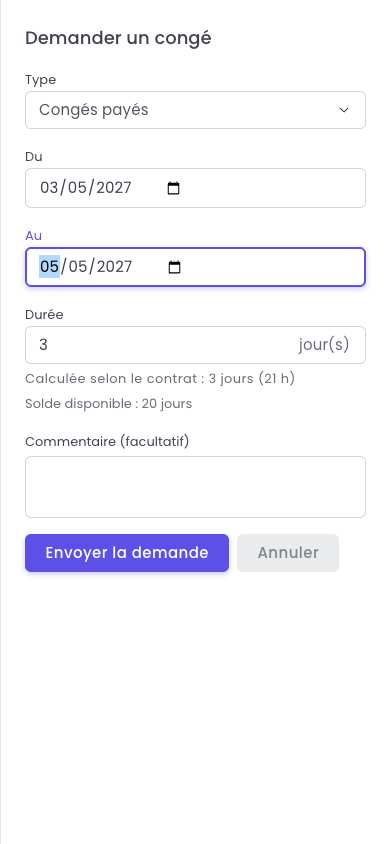 Demander un congé
Type
Congés payés
Du
03/05/2027
Au
05/05/2027
Durée
3 jour(s)
Calculée selon le contrat : 3 jours (21 h)
Solde disponible : 20 jours
Commentaire (facultatif)
Envoyer la demande Annuler